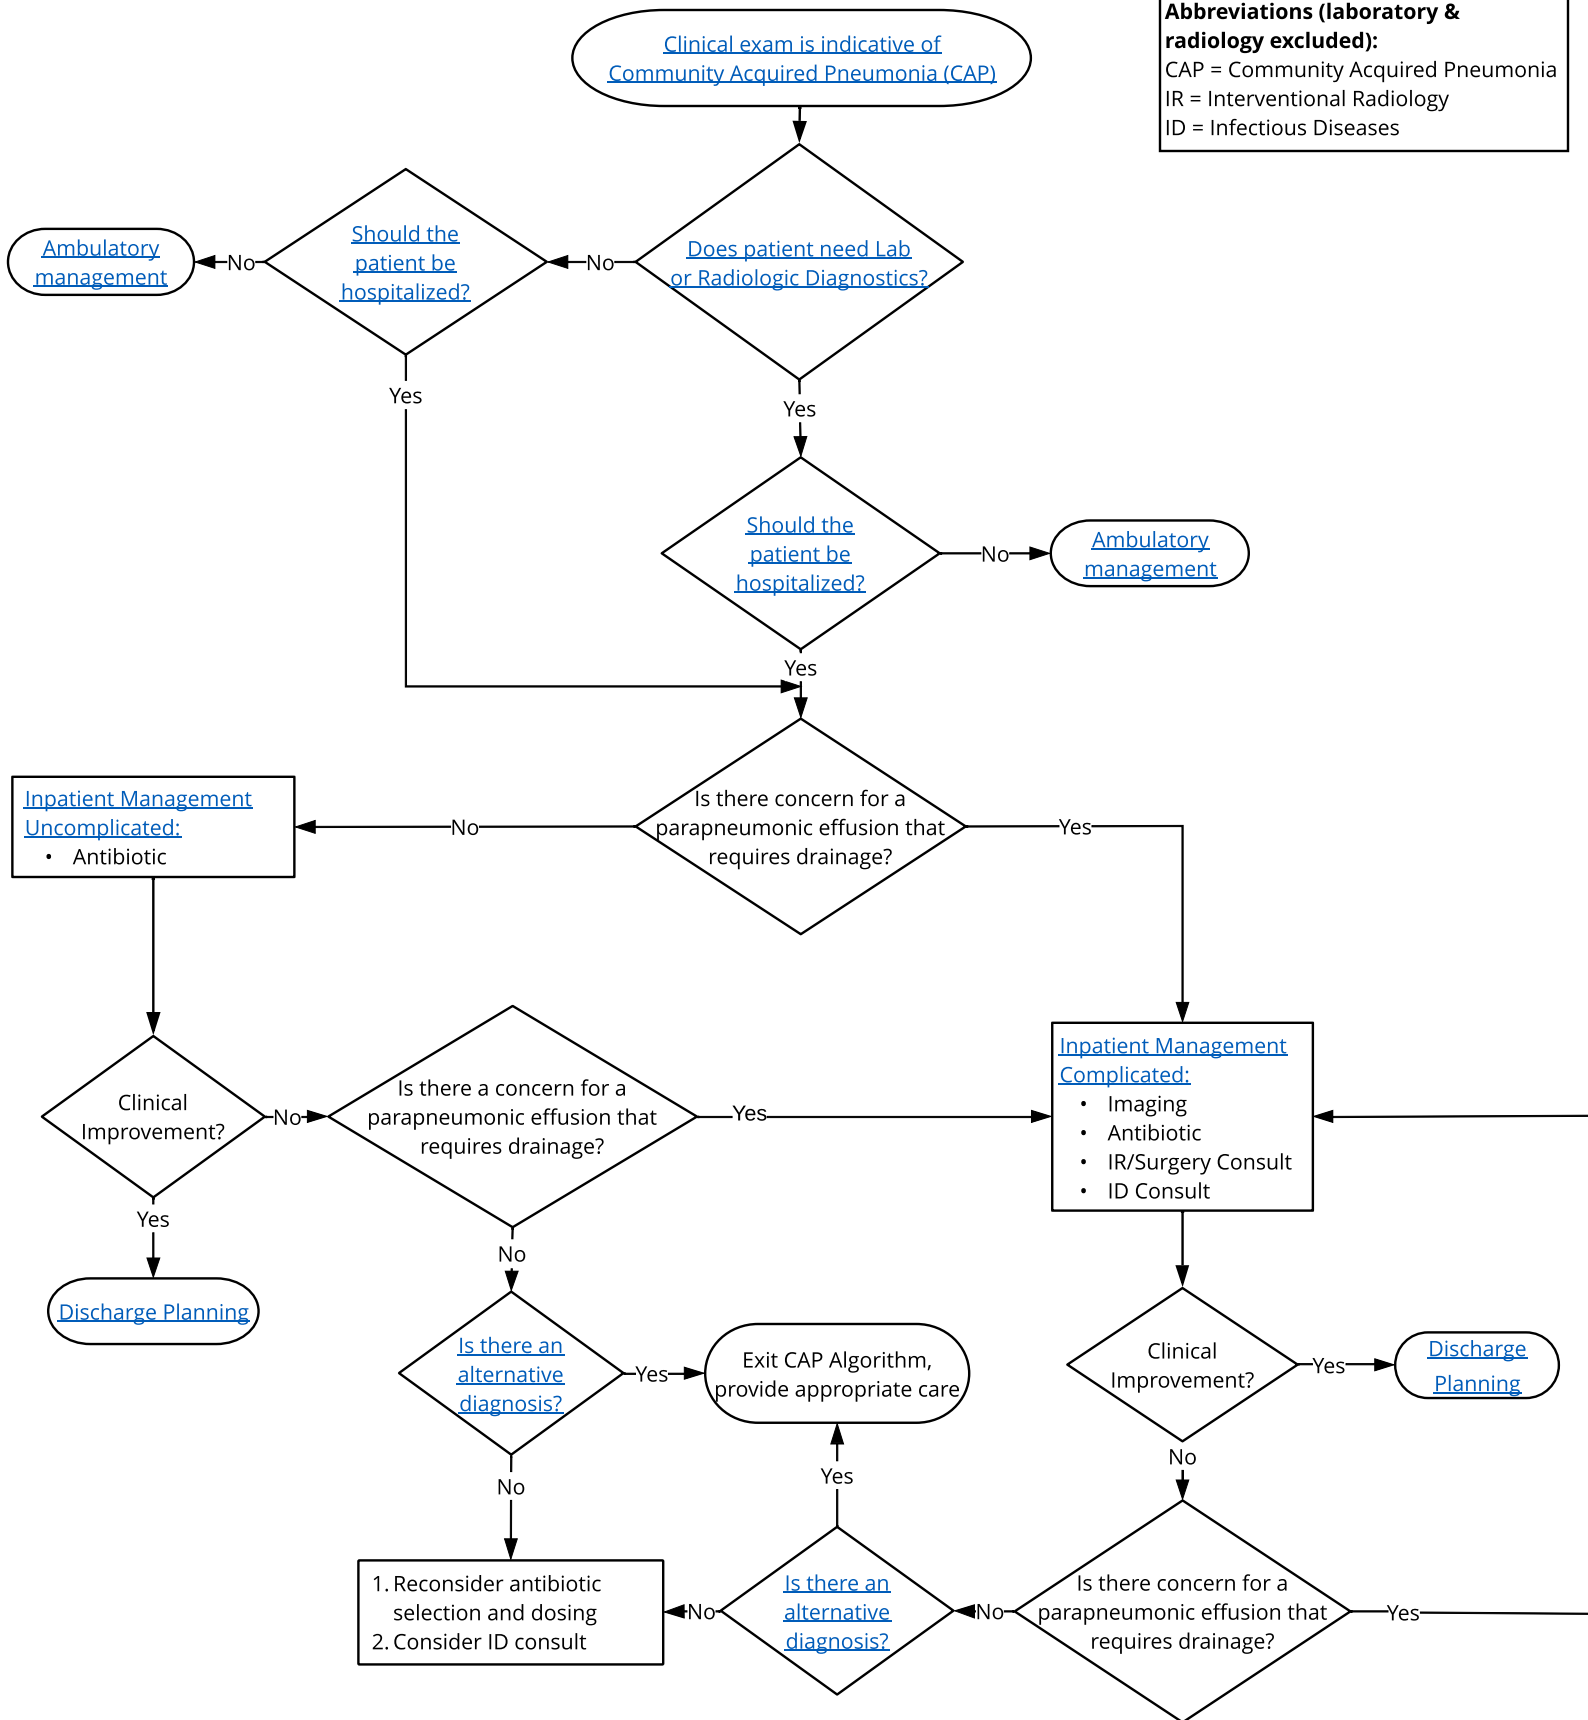 Abbreviations (laboratory &
radiology excluded):
CAP = Community Acquired Pneumonia
IR = Interventional Radiology
ID = Infectious Diseases
Clinical exam is indicative of
Community Acquired Pneumonia (CAP)
Does patient need Lab
or Radiologic Diagnostics?
No
Should the
patient be
hospitalized?
No
Ambulatory
management
Yes
Yes
Should the
patient be
hospitalized?
No
Ambulatory
management
Yes
Is there concern for a
parapneumonic effusion that
requires drainage?
No
Yes
Inpatient Management
Uncomplicated:
• Antibiotic
Clinical
Improvement?
No
Yes
Discharge Planning
Is there a concern for a
parapneumonic effusion that
requires drainage?
Yes
No
Inpatient Management
Complicated:
• Imaging
• Antibiotic
• IR/Surgery Consult
• ID Consult
Is there an
alternative
diagnosis?
Yes
Exit CAP Algorithm,
provide appropriate care
No
Clinical
Improvement?
Yes
Discharge
Planning
No
Yes
1. Reconsider antibiotic
selection and dosing
2. Consider ID consult
No
Is there an
alternative
diagnosis?
No
Is there concern for a
parapneumonic effusion that
requires drainage?
Yes